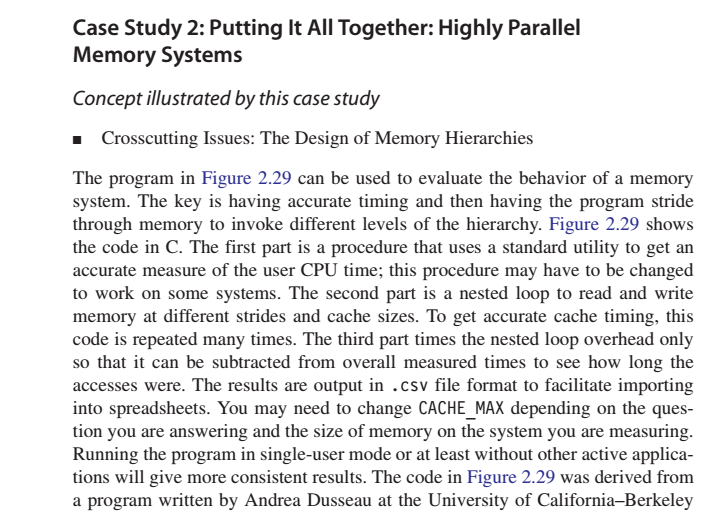 Case Study 2: Putting It All Together: Highly Parallel
Memory Systems
Concept illustrated by this case study
■ Crosscutting Issues: The Design of Memory Hierarchies
The program in Figure 2.29 can be used to evaluate the behavior of a memory
system. The key is having accurate timing and then having the program stride
through memory to invoke different levels of the hierarchy. Figure 2.29 shows
the code in C. The first part is a procedure that uses a standard utility to get an
accurate measure of the user CPU time; this procedure may have to be changed
to work on some systems. The second part is a nested loop to read and write
memory at different strides and cache sizes. To get accurate cache timing, this
code is repeated many times. The third part times the nested loop overhead only
so that it can be subtracted from overall measured times to see how long the
accesses were. The results are output in .csv file format to facilitate importing
into spreadsheets. You may need to change CACHE_MAX depending on the ques-
tion you are answering and the size of memory on the system you are measuring.
Running the program in single-user mode or at least without other active applica-
tions will give more consistent results. The code in Figure 2.29 was derived from
a program written by Andrea Dusseau at the University of California–Berkeley